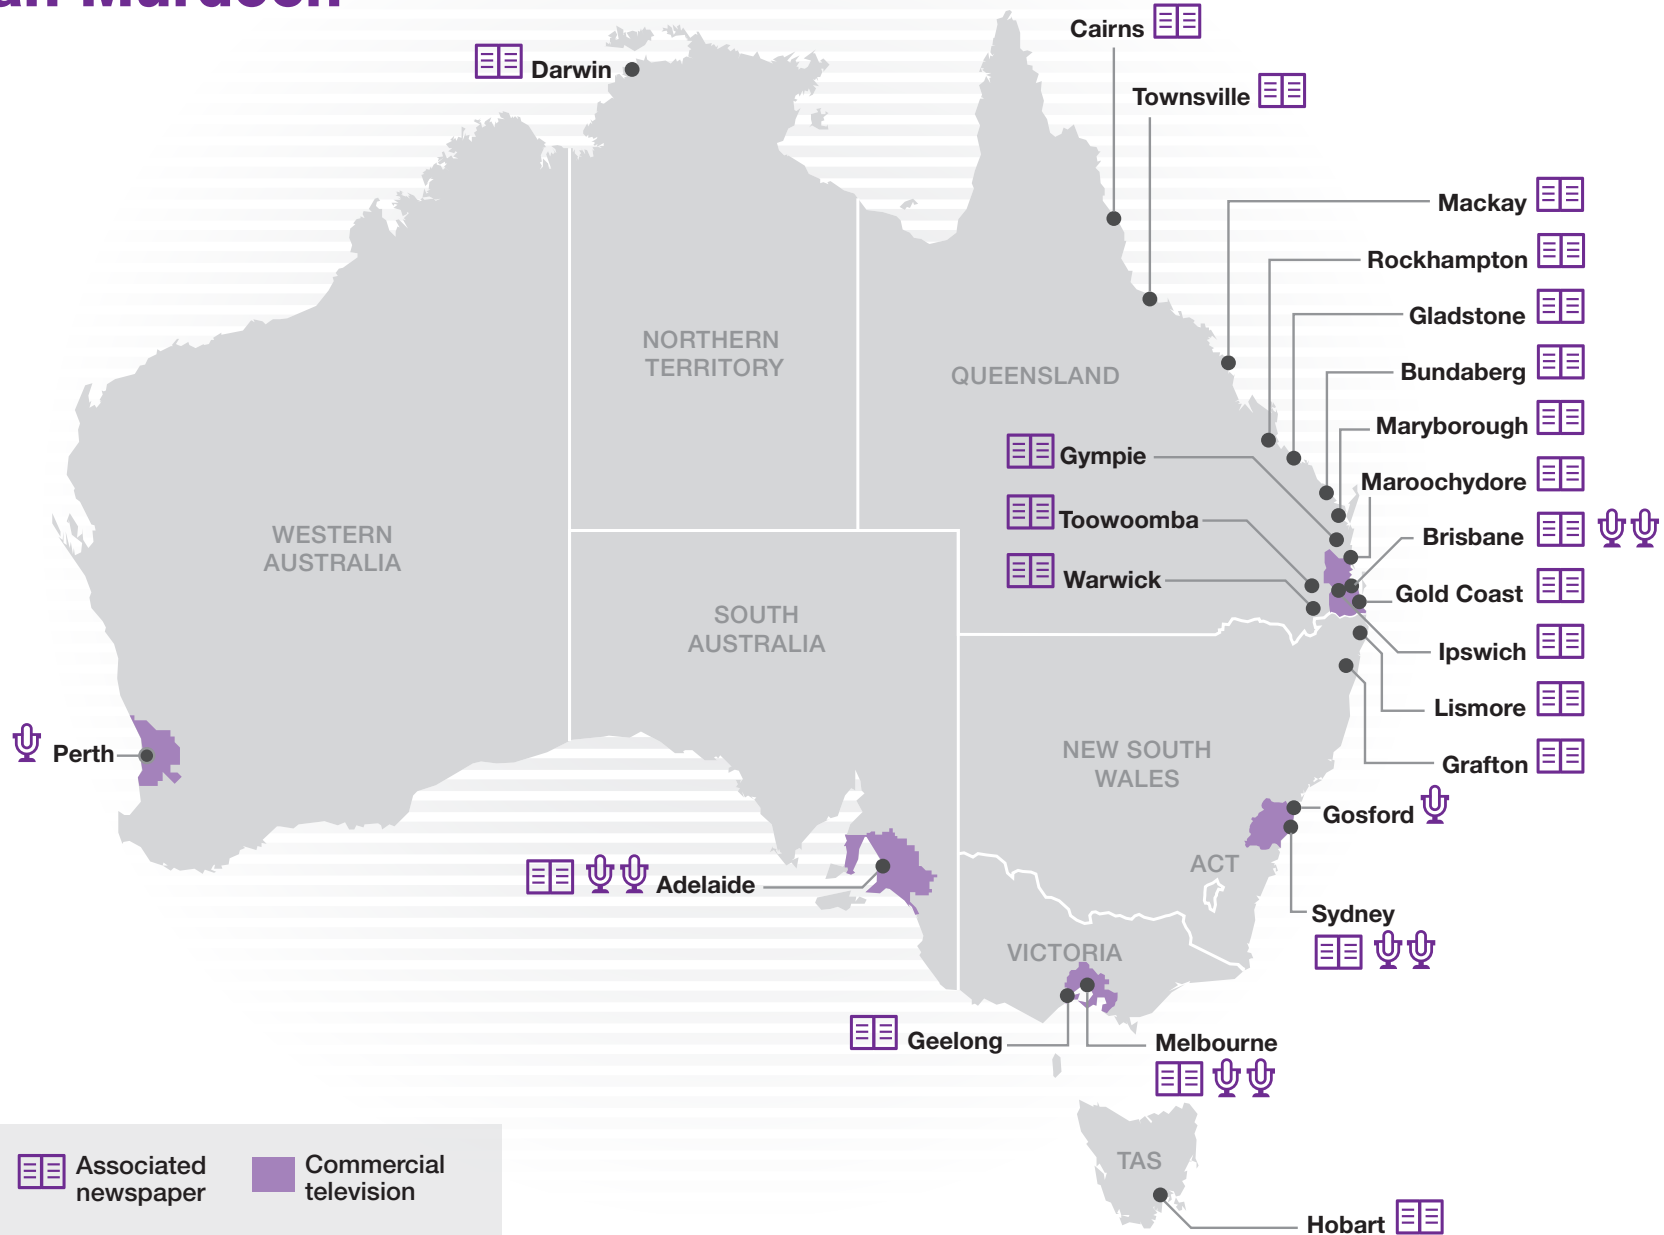 Murdoch
Cairns
Darwin
Townsville
Mackay
Rockhampton
Gladstone
Bundaberg
Maryborough
Maroochydore
Brisbane
Gold Coast
Ipswich
Lismore
Grafton
NORTHERN
TERRITORY
QUEENSLAND
Gympie
Toowoomba
Warwick
WESTERN
AUSTRALIA
SOUTH
AUSTRALIA
Perth
NEW SOUTH
WALES
Gosford
ACT
Adelaide
Sydney
VICTORIA
Geelong
Melbourne
TAS
Hobart
Associated
newspaper
Commercial
television